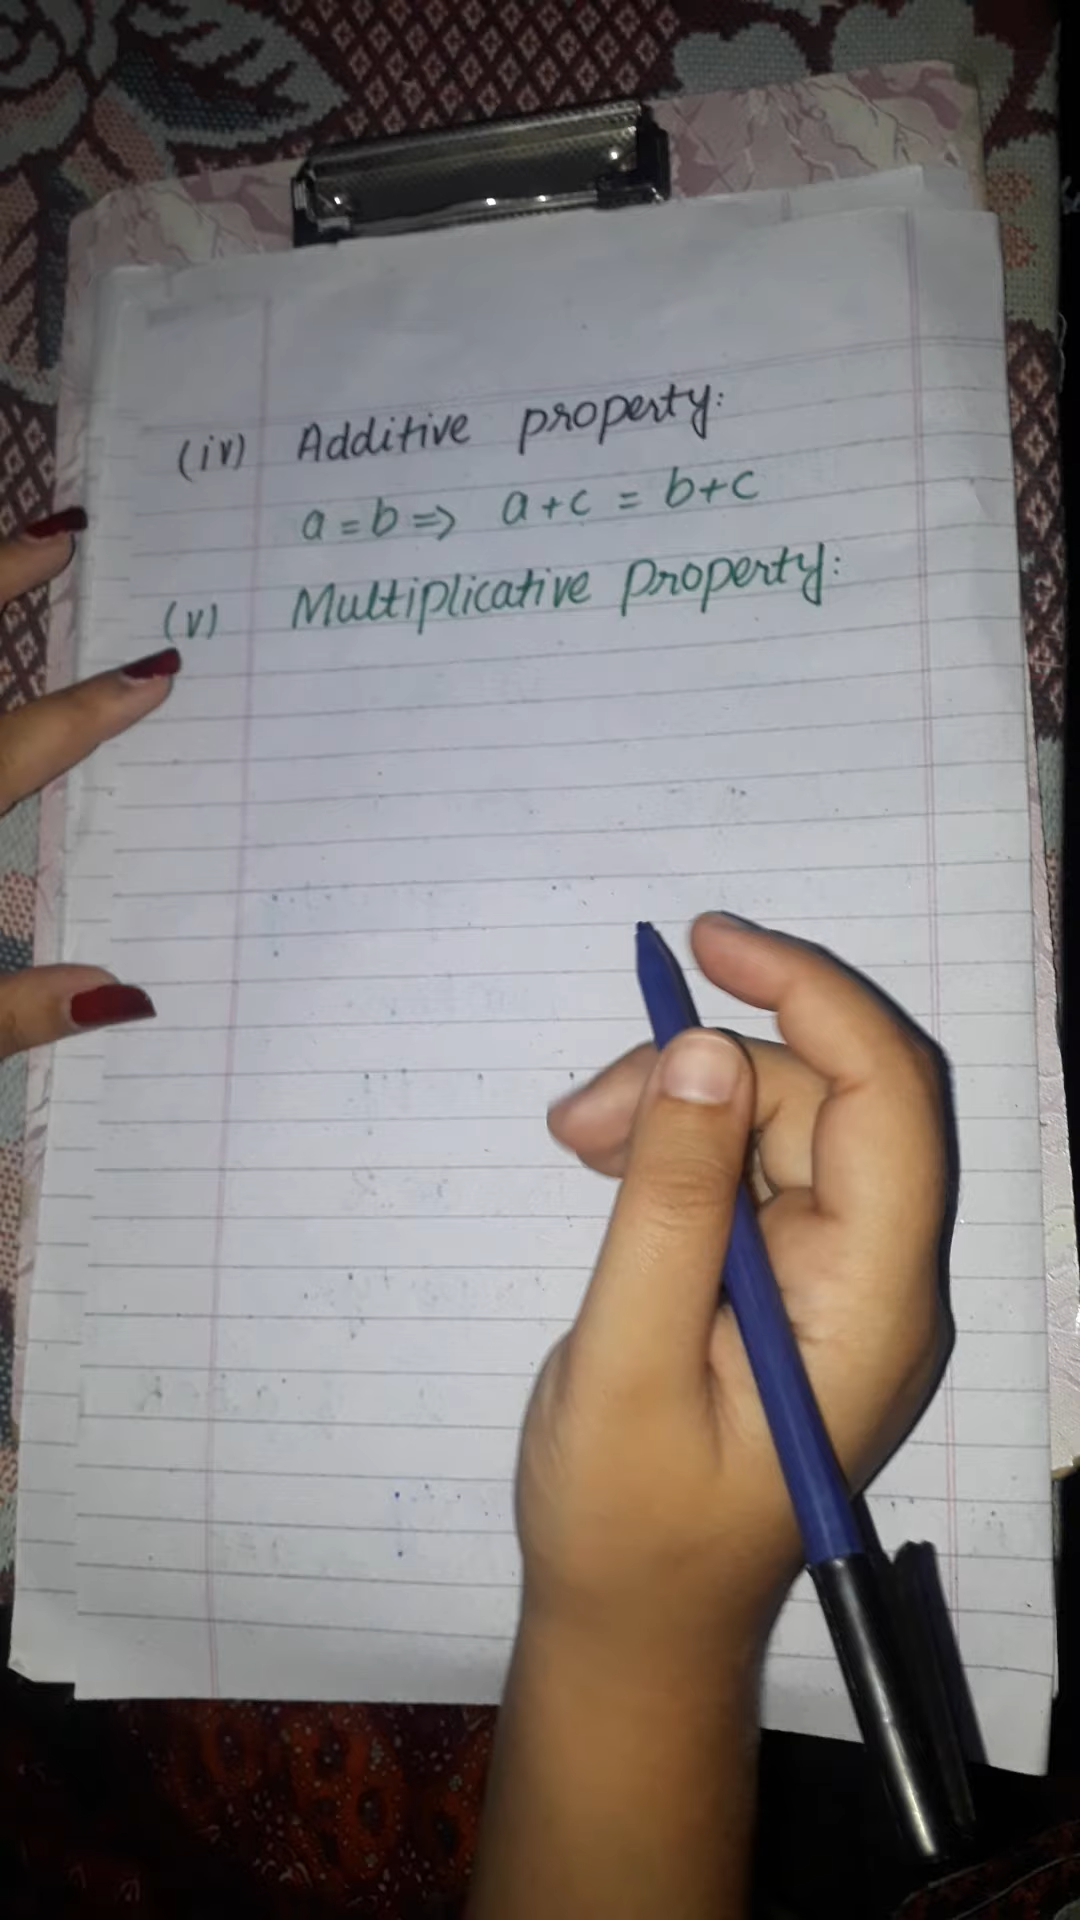 (iv) Additive property:
a = b => a + c = b + c
(v) Multiplicative Property: